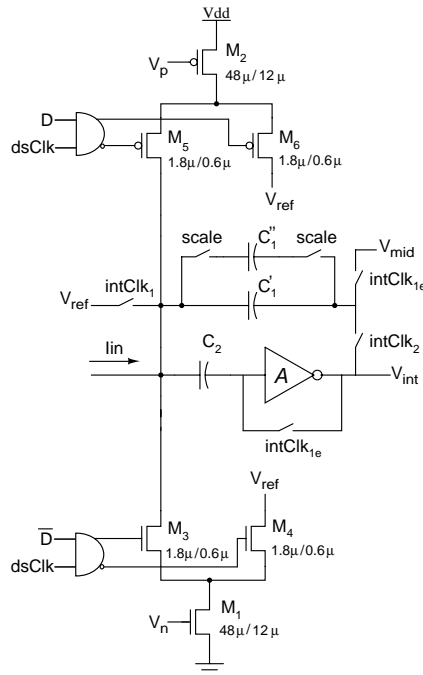 Vdd
M2
Vp
48μ/12μ
D
dsClk
M5
1.8μ/0.6μ
M6
1.8μ/0.6μ
Vref
scale
C1''
scale
Vmid
intClk1
C1'
intClk1e
Vref
Iin
C2
A
intClk2
Vint
intClk1e
Vref
D̅
dsClk
M3
1.8μ/0.6μ
M4
1.8μ/0.6μ
Vn
M1
48μ/12μ